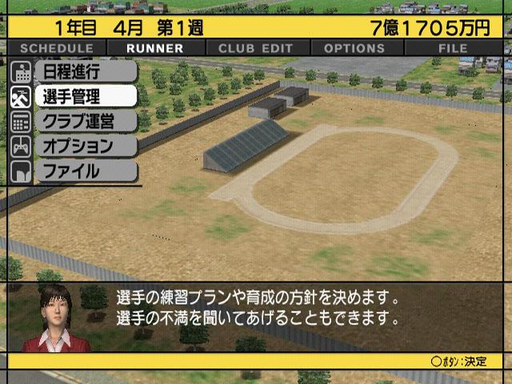 1年目 4月 第1週 7億1705万円
SCHEDULE RUNNER CLUB EDIT OPTIONS FILE
日程進行
選手管理
クラブ運営
オプション
ファイル
選手の練習プランや育成の方針を決めます。
選手の不満を聞いてあげることもできます。
○ボタン:決定